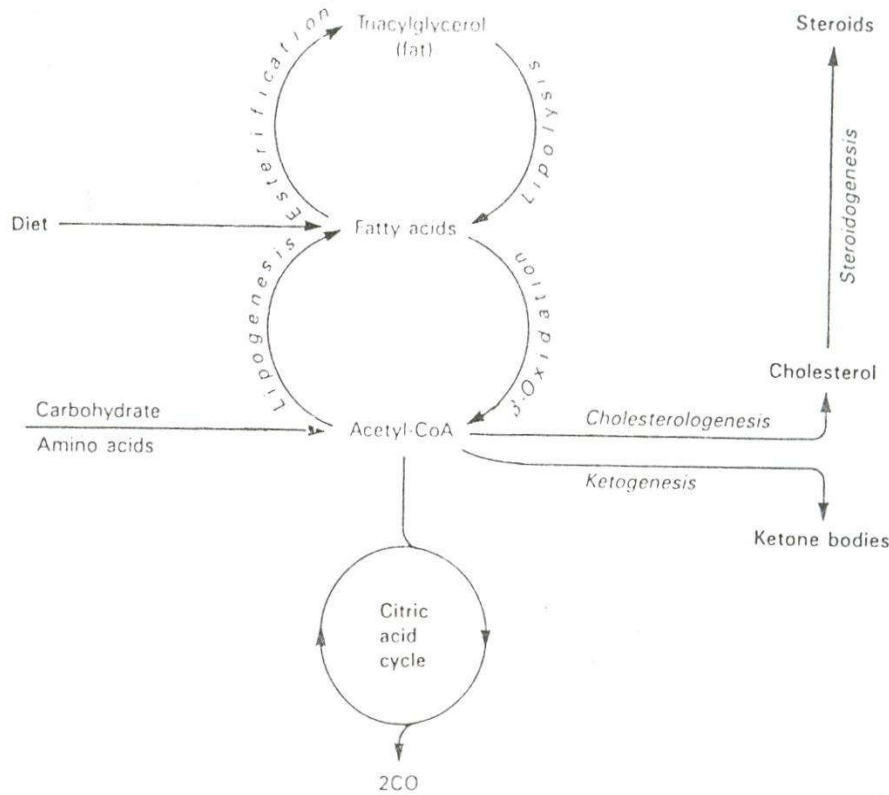 Triacylglycerol
(fat)
Steroids
Esterification
Lipolysis
Steroidogenesis
Diet
Fatty acids
Lipogenesis
β-Oxidation
Cholesterol
Carbohydrate
Amino acids
Acetyl-CoA
Cholesterologenesis
Ketogenesis
Ketone bodies
Citric
acid
cycle
2CO